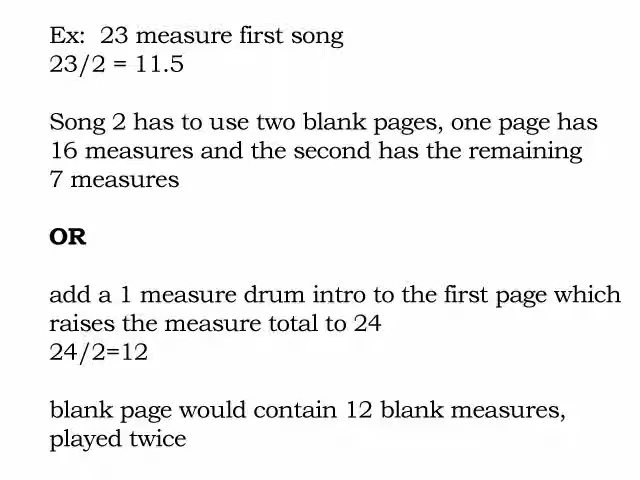 Ex:  23 measure first song
23/2 = 11.5
Song 2 has to use two blank pages, one page has
16 measures and the second has the remaining
7 measures
OR
add a 1 measure drum intro to the first page which
raises the measure total to 24
24/2=12
blank page would contain 12 blank measures,
played twice